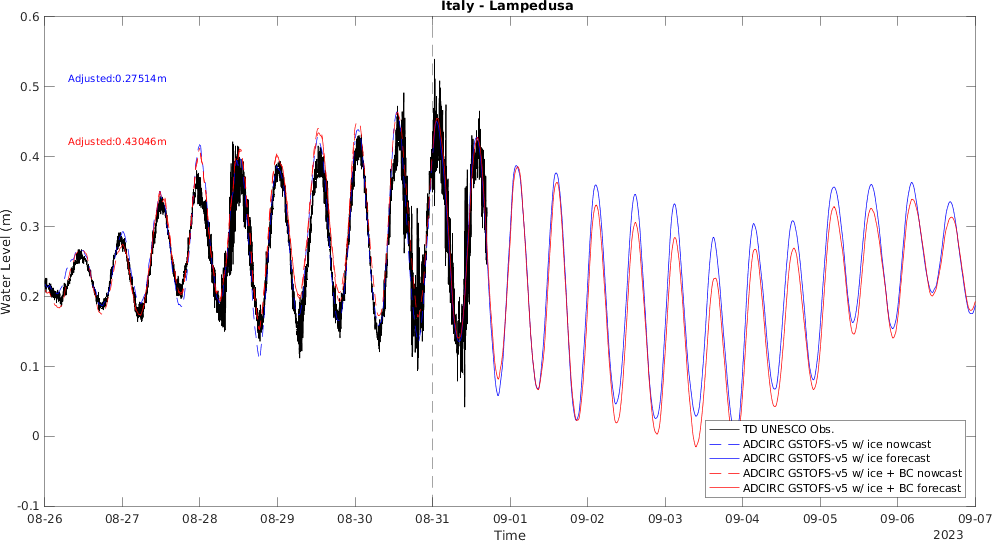 Italy - Lampedusa
0.6
0.5
0.4
0.3
0.2
0.1
0
-0.1
Water Level (m)
Adjusted:0.27514m
Adjusted:0.43046m
TD UNESCO Obs.
ADCIRC GSTOFS-v5 w/ ice nowcast
ADCIRC GSTOFS-v5 w/ ice forecast
ADCIRC GSTOFS-v5 w/ ice + BC nowcast
ADCIRC GSTOFS-v5 w/ ice + BC forecast
08-26 08-27 08-28 08-29 08-30 08-31 09-01 09-02 09-03 09-04 09-05 09-06 09-07
Time
2023